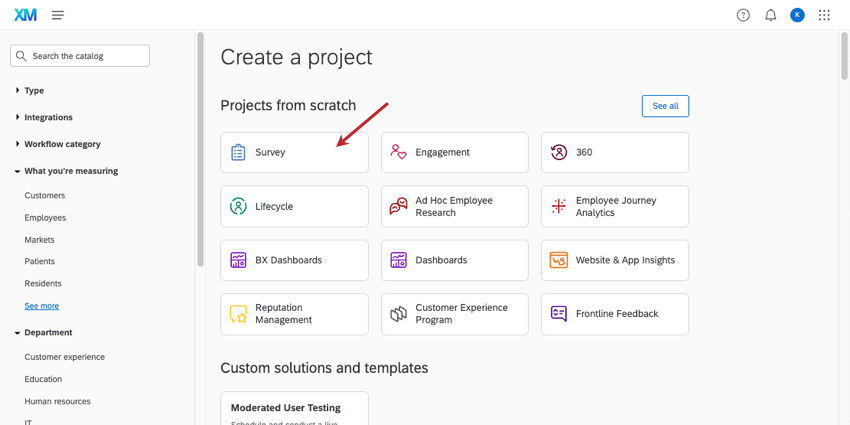 XM
?
K
Search the catalog
Type
Integrations
Workflow category
What you're measuring
Customers
Employees
Markets
Patients
Residents
See more
Department
Customer experience
Education
Human resources
IT
Create a project
Projects from scratch
See all
Survey
Engagement
360
Lifecycle
Ad Hoc Employee
Research
Employee Journey
Analytics
BX Dashboards
Dashboards
Website & App Insights
Reputation
Management
Customer Experience
Program
Frontline Feedback
Custom solutions and templates
Moderated User Testing
Schedule and conduct a live